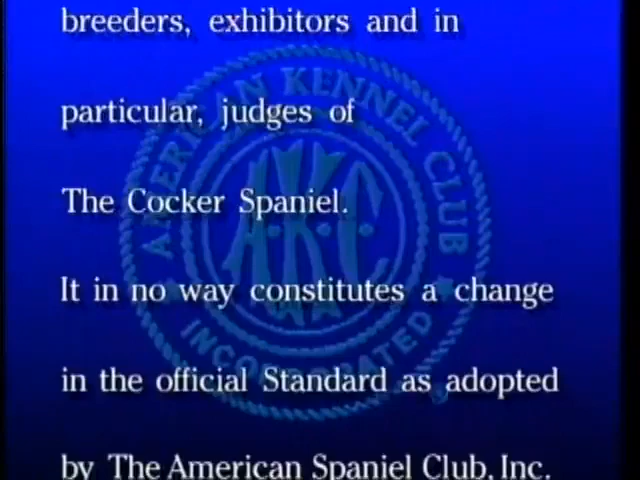 breeders, exhibitors and in
particular, judges of
The Cocker Spaniel.
It in no way constitutes a change
in the official Standard as adopted
by The American Spaniel Club, Inc.
AMERICAN KENNEL CLUB
A.K.C.
INCORPORATED